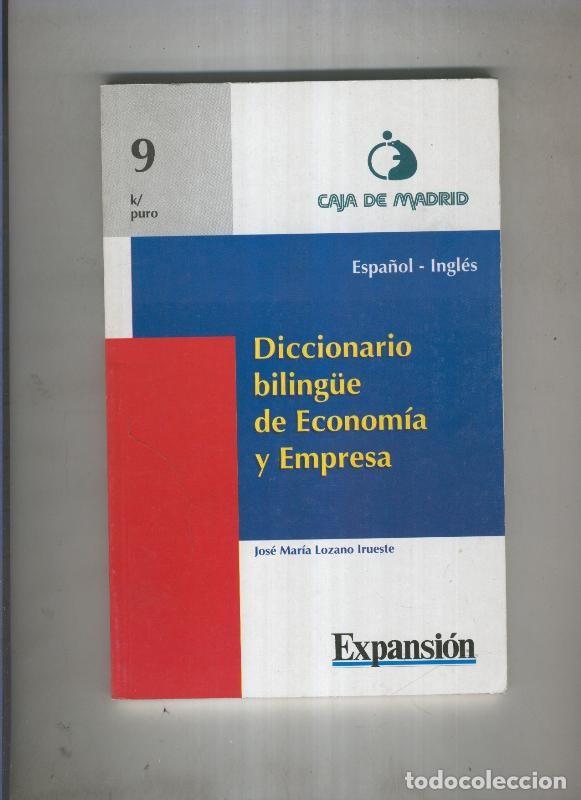 9
k/
puro
CAJA DE MADRID
Español - Inglés
Diccionario
bilingüe
de Economía
y Empresa
José María Lozano Irueste
Expansión
todocoleccion